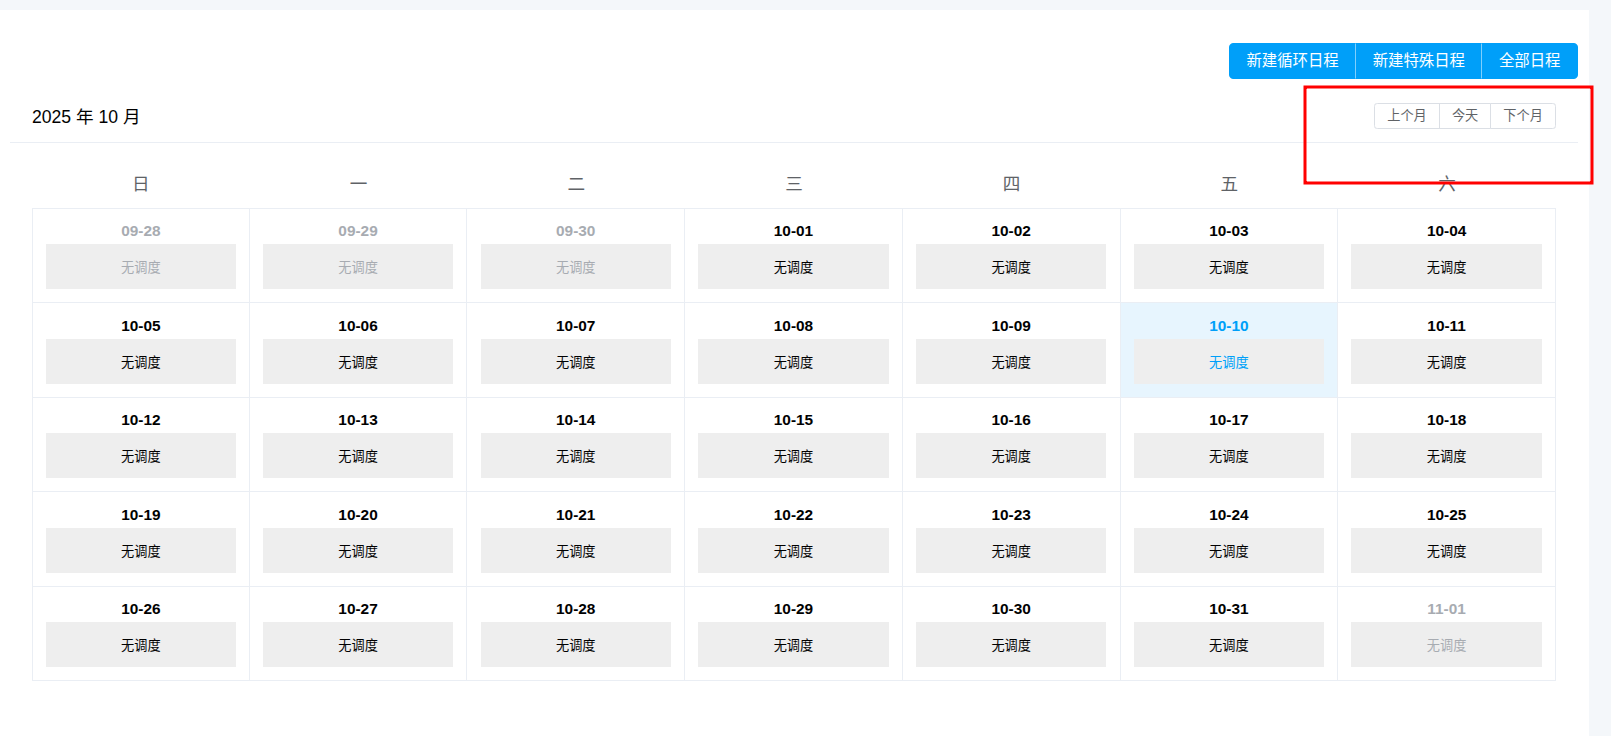 新建循环日程 新建特殊日程 全部日程
2025 年 10 月 上个月 今天 下个月
日 一 二 三 四 五 六
09-28 09-29 09-30 10-01 10-02 10-03 10-04
无调度 无调度 无调度 无调度 无调度 无调度 无调度
10-05 10-06 10-07 10-08 10-09 10-10 10-11
无调度 无调度 无调度 无调度 无调度 无调度 无调度
10-12 10-13 10-14 10-15 10-16 10-17 10-18
无调度 无调度 无调度 无调度 无调度 无调度 无调度
10-19 10-20 10-21 10-22 10-23 10-24 10-25
无调度 无调度 无调度 无调度 无调度 无调度 无调度
10-26 10-27 10-28 10-29 10-30 10-31 11-01
无调度 无调度 无调度 无调度 无调度 无调度 无调度